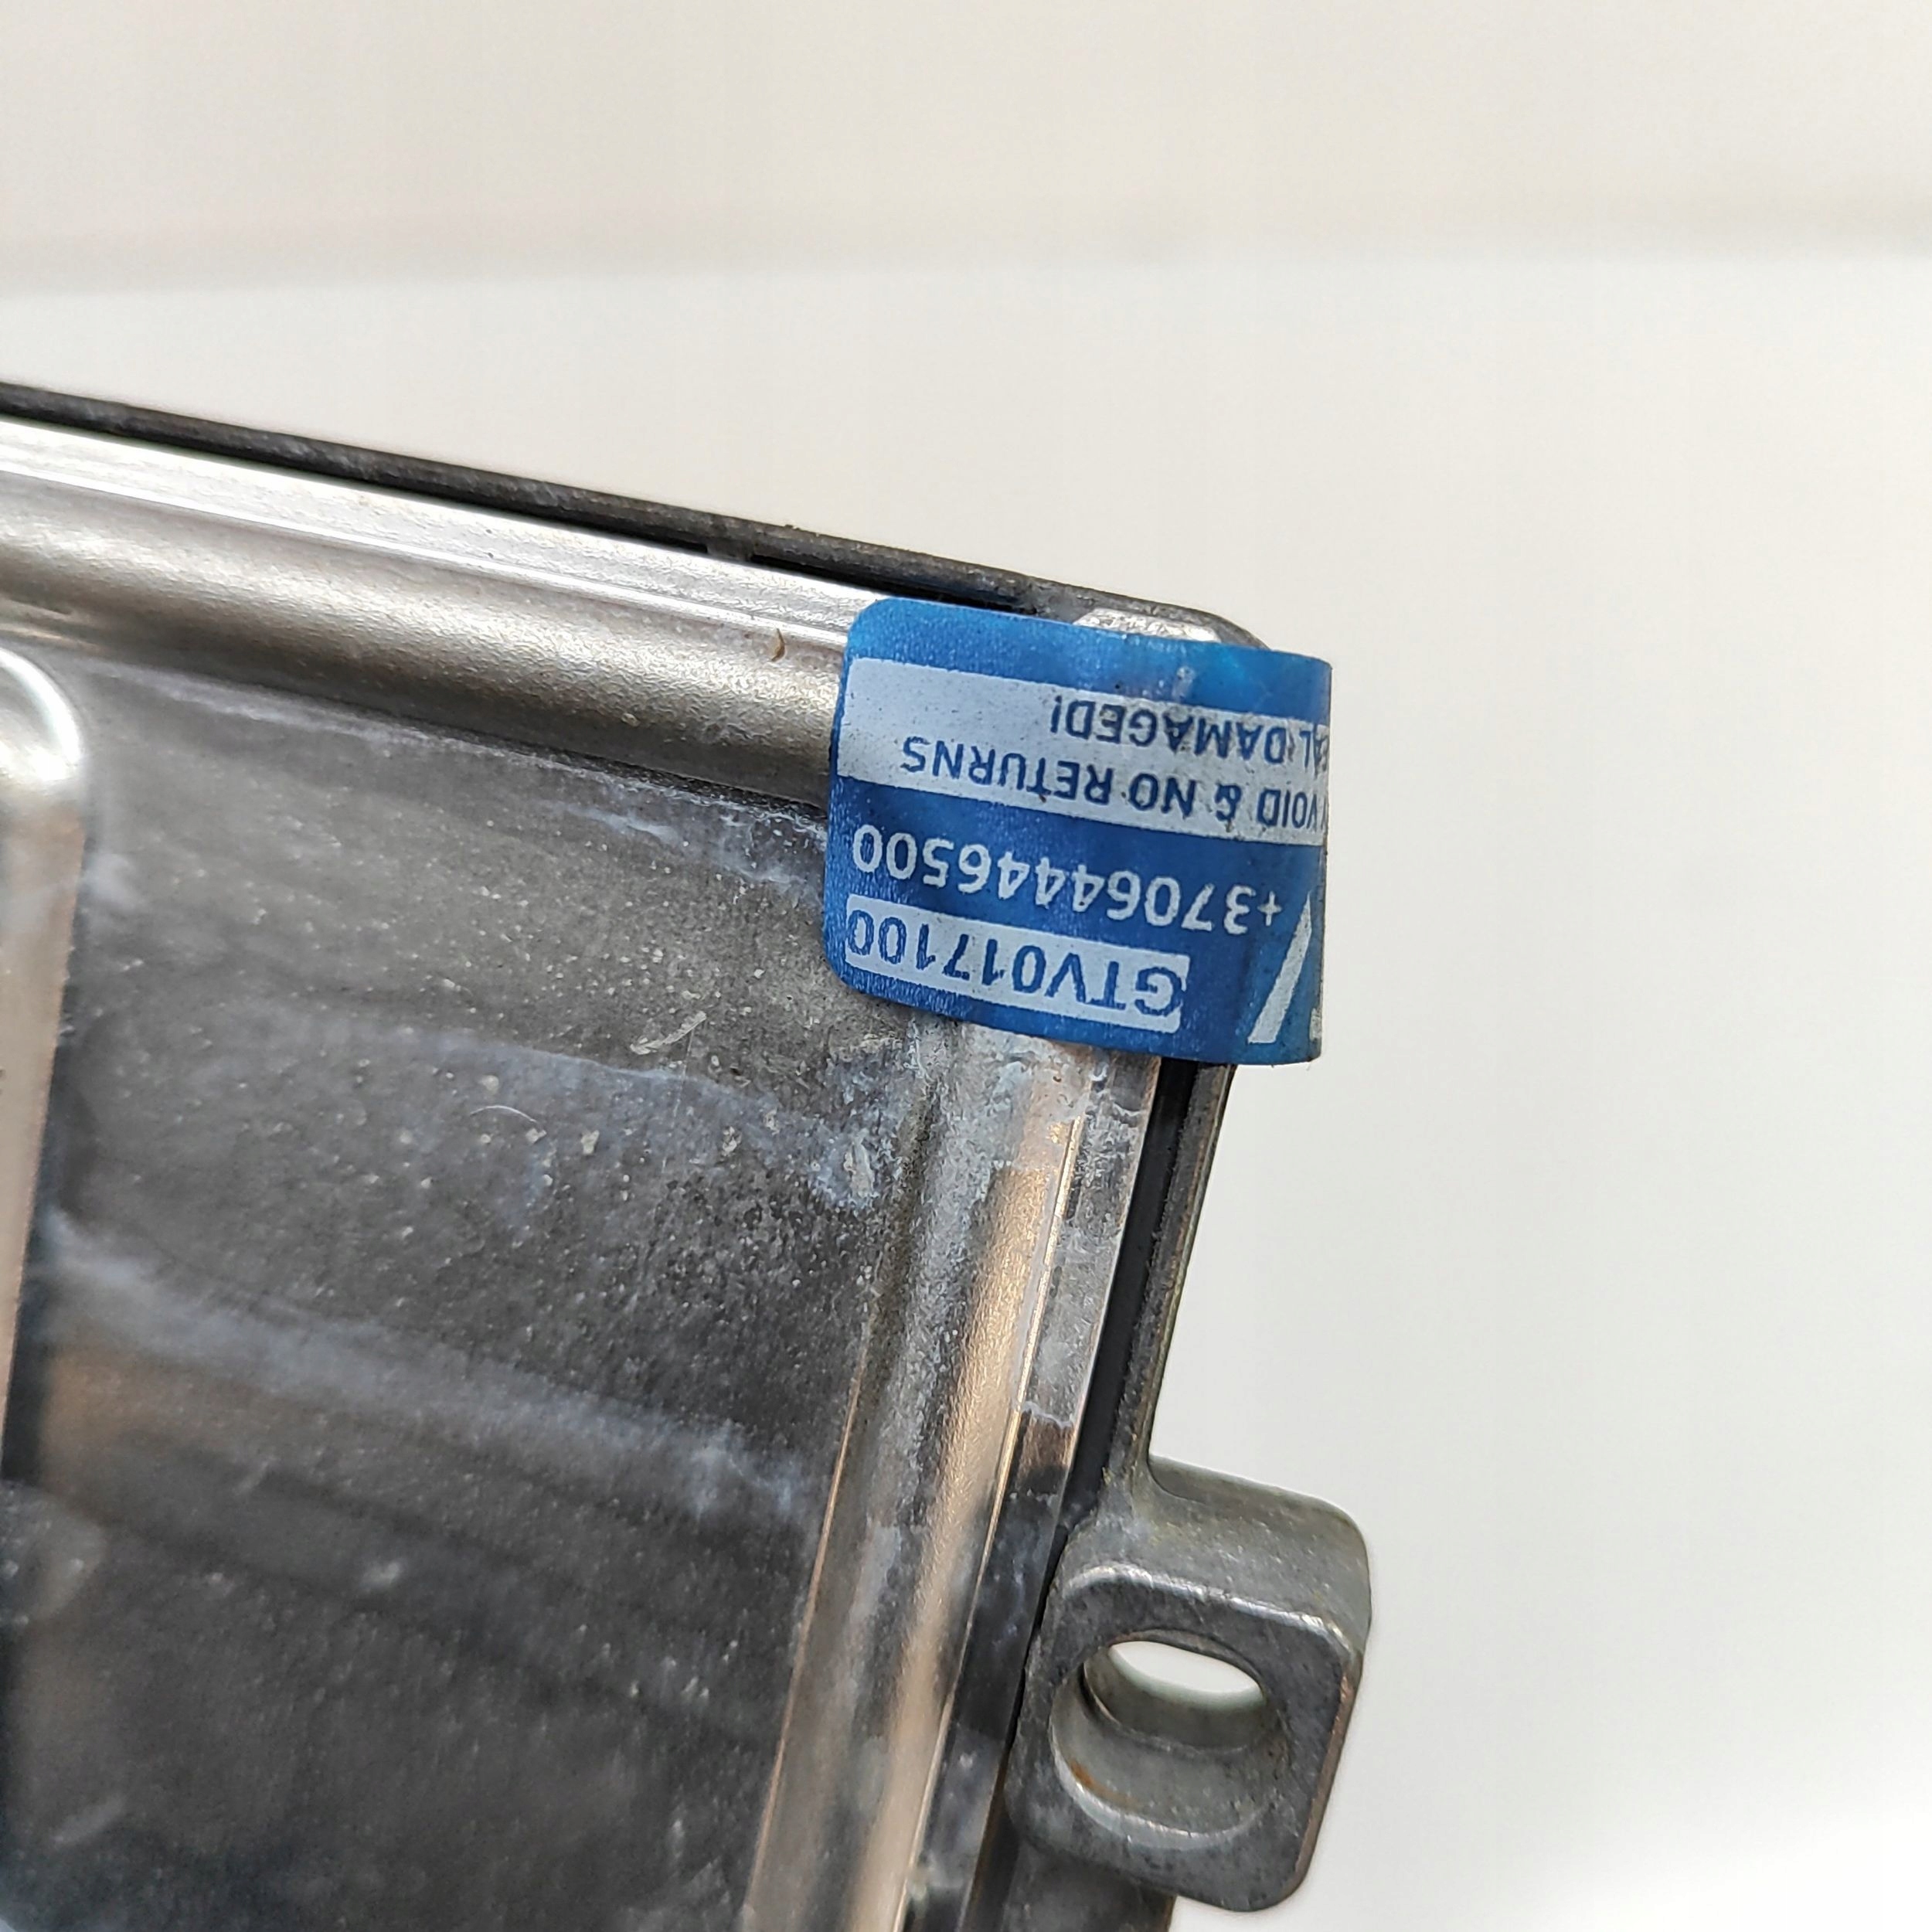 GTV017100
+37064446500
VOID & NO RETURNS
DAMAGED!